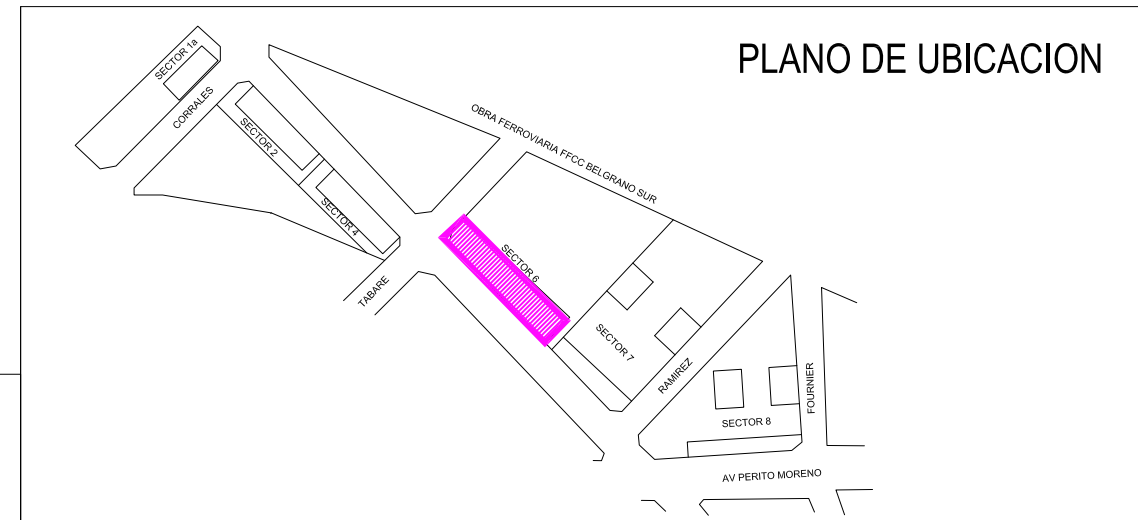 PLANO DE UBICACION
SECTOR 1a
CORRALES
OBRA FERROVIARIA FFCC BELGRANO SUR
SECTOR 2
SECTOR 4
SECTOR 6
TABARE
SECTOR 7
RAMIREZ
FOURNIER
SECTOR 8
AV PERITO MORENO